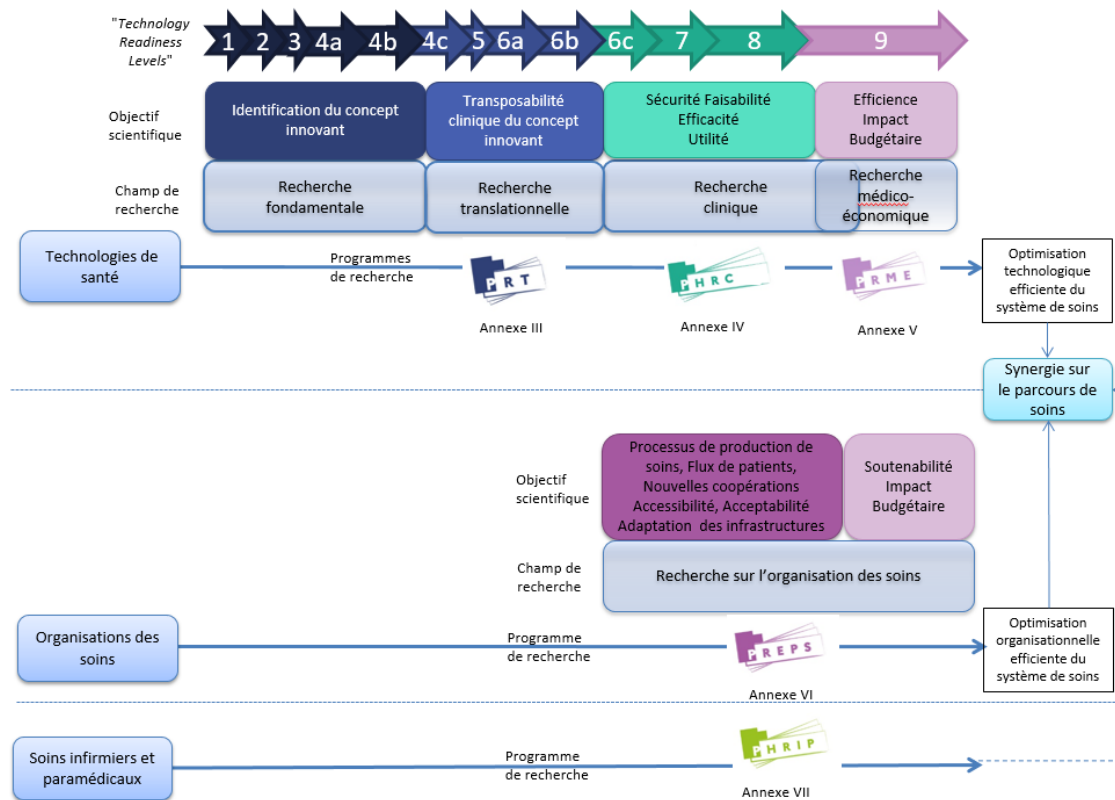 "Technology
Readiness
Levels"
1 2 3 4a 4b 4c 5 6a 6b 6c 7 8 9
Objectif
scientifique
Identification du concept
innovant
Transposabilité
clinique du concept
innovant
Sécurité Faisabilité
Efficacité
Utilité
Efficience
Impact
Budgétaire
Champ de
recherche
Recherche
fondamentale
Recherche
translationnelle
Recherche
clinique
Recherche
médico-
économique
Technologies de
santé
Programmes
de recherche
PRT
Annexe III
PHRC
Annexe IV
PRME
Annexe V
Optimisation
technologique
efficiente du
système de soins
Synergie sur
le parcours de
soins
Objectif
scientifique
Processus de production de
soins, Flux de patients,
Nouvelles coopérations
Accessibilité, Acceptabilité
Adaptation des infrastructures
Soutenabilité
Impact
Budgétaire
Champ de
recherche
Recherche sur l'organisation des soins
Organisations des
soins
Programme
de recherche
PREPS
Annexe VI
Optimisation
organisationnelle
efficiente du
système de soins
Soins infirmiers et
paramédicaux
Programme
de recherche
PHRIP
Annexe VII